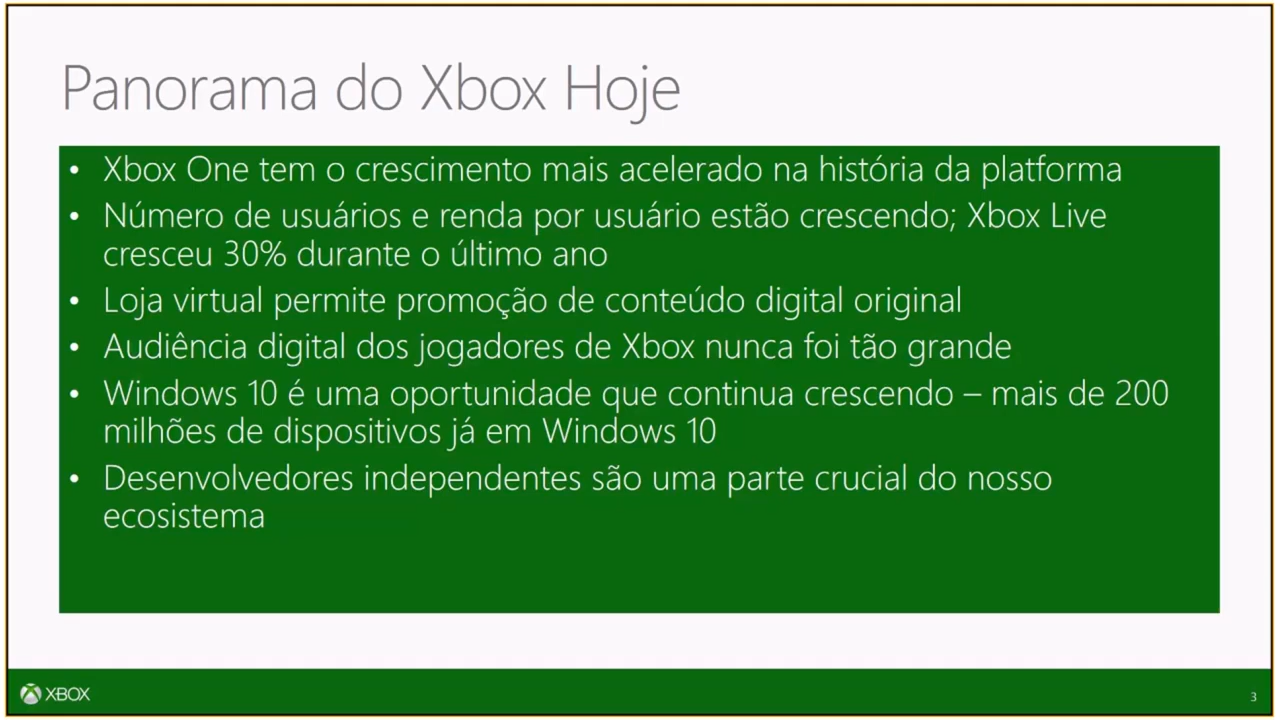 Panorama do Xbox Hoje
• Xbox One tem o crescimento mais acelerado na história da platforma
• Número de usuários e renda por usuário estão crescendo; Xbox Live
cresceu 30% durante o último ano
• Loja virtual permite promoção de conteúdo digital original
• Audiência digital dos jogadores de Xbox nunca foi tão grande
• Windows 10 é uma oportunidade que continua crescendo – mais de 200
milhões de dispositivos já em Windows 10
• Desenvolvedores independentes são uma parte crucial do nosso
ecosistema
XBOX
3